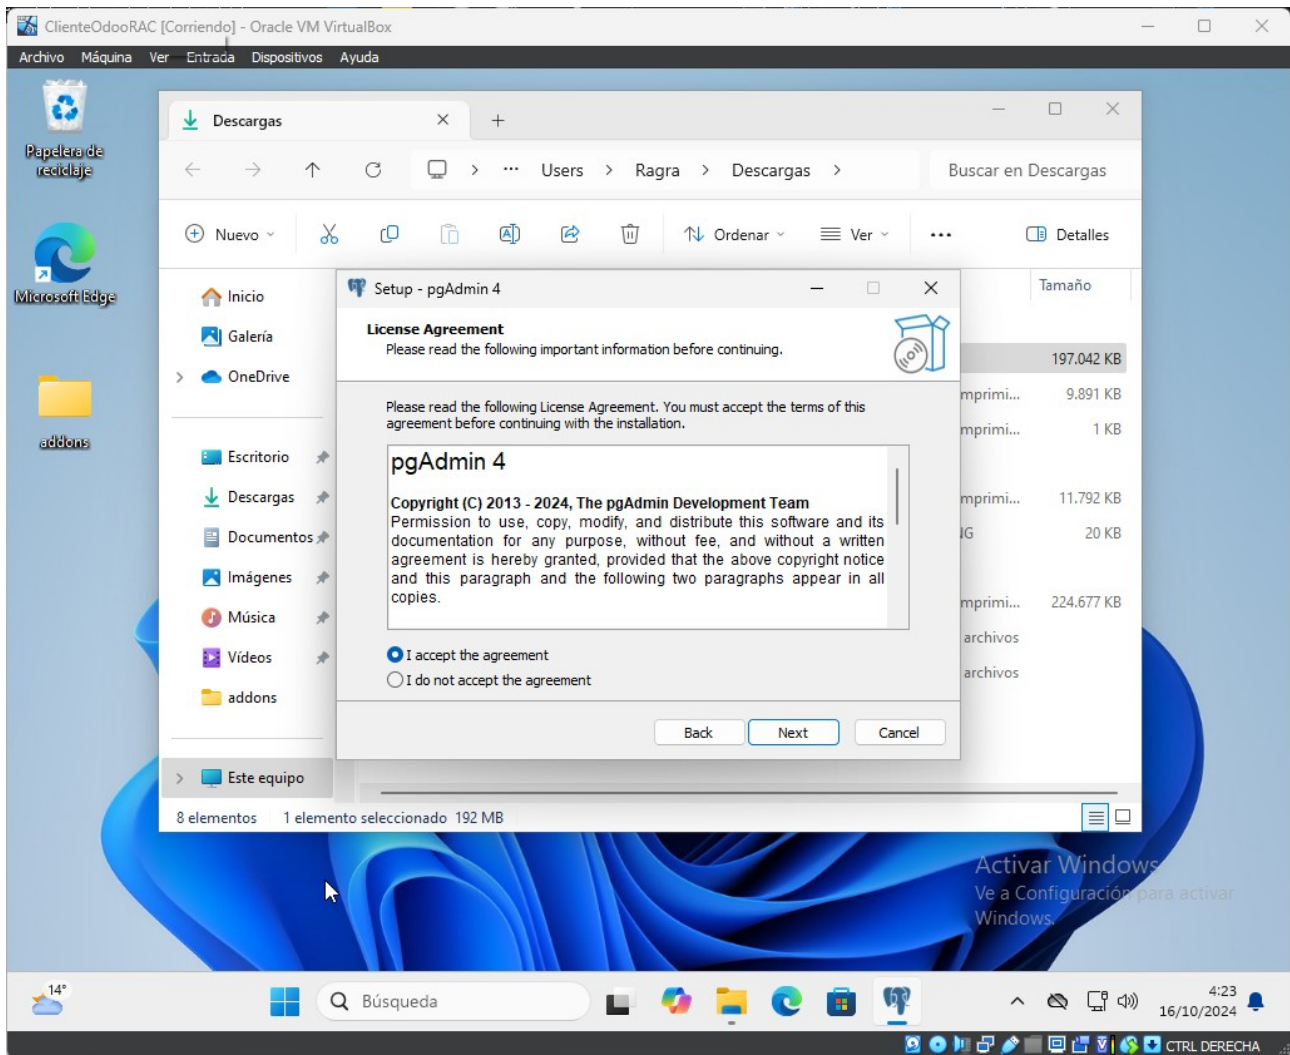 ClienteOdooRAC [Corriendo] - Oracle VM VirtualBox
Archivo Máquina Ver Entrada Dispositivos Ayuda
Papelera de
reciclaje
Microsoft Edge
addons
Descargas
... Users > Ragra > Descargas >
Buscar en Descargas
Nuevo
Ordenar
Ver
...
Detalles
Inicio
Galería
OneDrive
Escritorio
Descargas
Documentos
Imágenes
Música
Vídeos
addons
Este equipo
Tamaño
197.042 KB
mprimi... 9.891 KB
mprimi... 1 KB
mprimi... 11.792 KB
IG 20 KB
mprimi... 224.677 KB
archivos
archivos
Setup - pgAdmin 4
License Agreement
Please read the following important information before continuing.
Please read the following License Agreement. You must accept the terms of this
agreement before continuing with the installation.
pgAdmin 4
Copyright (C) 2013 - 2024, The pgAdmin Development Team
Permission to use, copy, modify, and distribute this software and its
documentation for any purpose, without fee, and without a written
agreement is hereby granted, provided that the above copyright notice
and this paragraph and the following two paragraphs appear in all
copies.
I accept the agreement
I do not accept the agreement
Back Next Cancel
8 elementos 1 elemento seleccionado 192 MB
Activar Windows
Ve a Configuración para activar
Windows.
14°
Búsqueda
4:23
16/10/2024
CTRL DERECHA